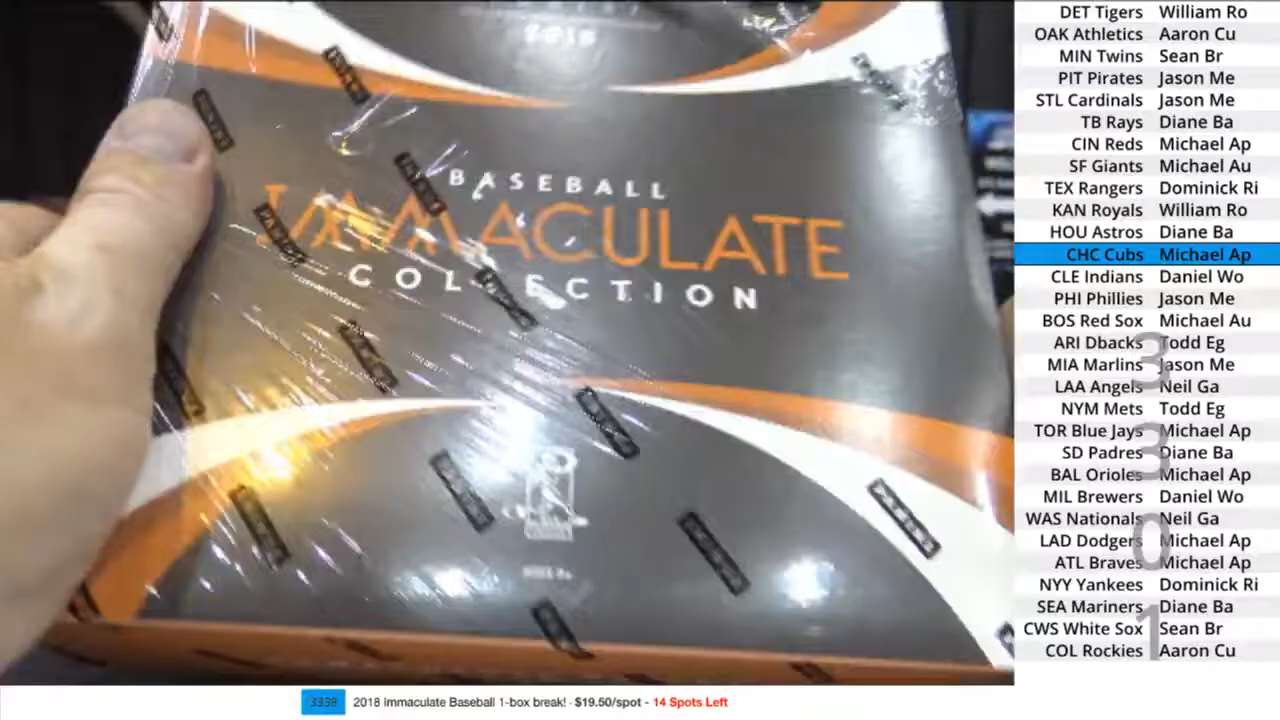 2018
BASEBALL
IMMACULATE
COLLECTION
DET Tigers William Ro
OAK Athletics Aaron Cu
MIN Twins Sean Br
PIT Pirates Jason Me
STL Cardinals Jason Me
TB Rays Diane Ba
CIN Reds Michael Ap
SF Giants Michael Au
TEX Rangers Dominick Ri
KAN Royals William Ro
HOU Astros Diane Ba
CHC Cubs Michael Ap
CLE Indians Daniel Wo
PHI Phillies Jason Me
BOS Red Sox Michael Au
ARI Dbacks Todd Eg
MIA Marlins Jason Me
LAA Angels Neil Ga
NYM Mets Todd Eg
TOR Blue Jays Michael Ap
SD Padres Diane Ba
BAL Orioles Michael Ap
MIL Brewers Daniel Wo
WAS Nationals Neil Ga
LAD Dodgers Michael Ap
ATL Braves Michael Ap
NYY Yankees Dominick Ri
SEA Mariners Diane Ba
CWS White Sox Sean Br
COL Rockies Aaron Cu
3
3
0
1
3339 2018 Immaculate Baseball 1-box break! - $19.50/spot - 14 Spots Left